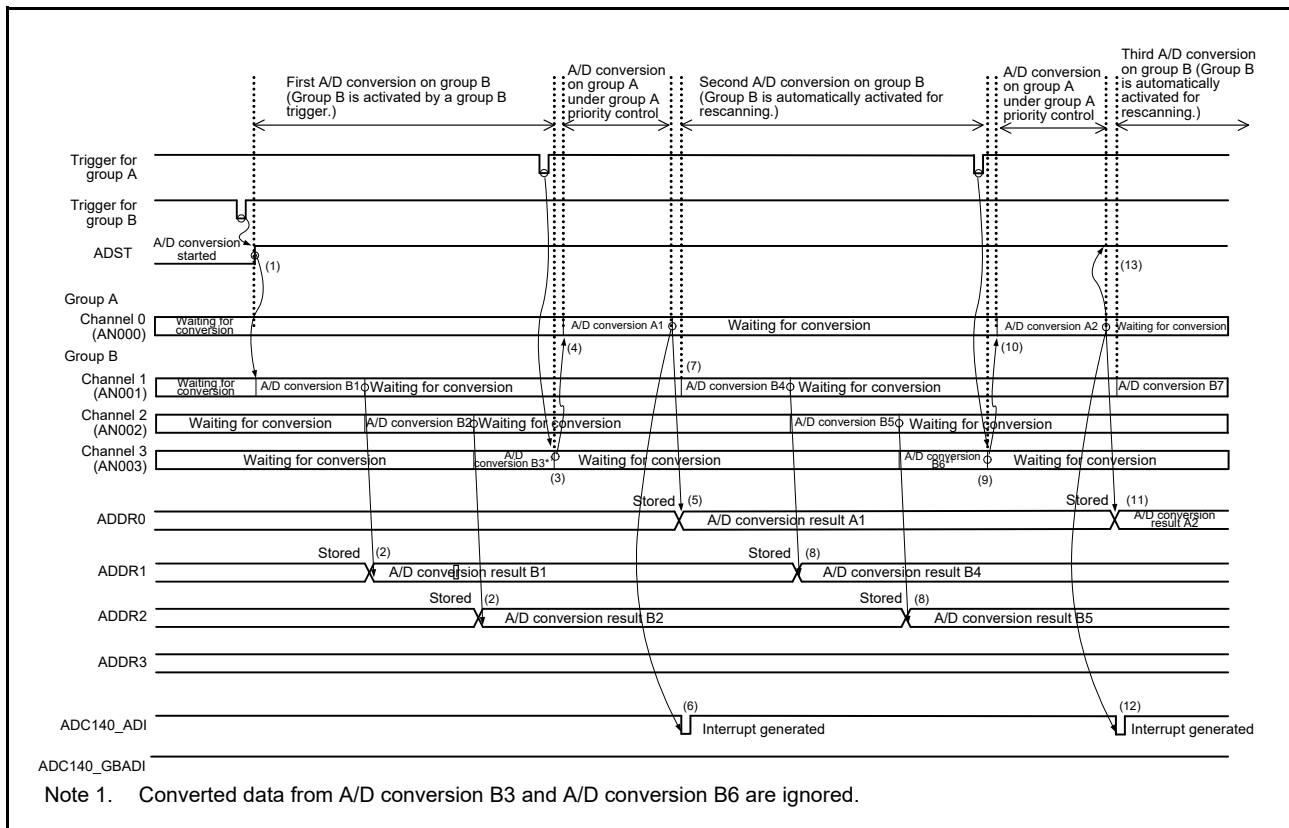 First A/D conversion on group B
(Group B is activated by a group B
trigger.)
A/D conversion
on group A
under group A
priority control
Second A/D conversion on group B
(Group B is automatically activated for
rescanning.)
A/D conversion
on group A
under group A
priority control
Third A/D conversion
on group B (Group B
is automatically
activated for
rescanning.)
Trigger for
group A
Trigger for
group B
ADST
A/D conversion
started
(1)
(13)
Group A
Channel 0
(AN000)
Waiting for
conversion
A/D conversion A1
Waiting for conversion
A/D conversion A2
Waiting for conversion
(4)
(10)
Group B
(7)
Channel 1
(AN001)
Waiting for
conversion
A/D conversion B1
Waiting for conversion
A/D conversion B4
Waiting for conversion
A/D conversion B7
Channel 2
(AN002)
Waiting for conversion
A/D conversion B2
Waiting for conversion
A/D conversion B5
Waiting for conversion
Channel 3
(AN003)
Waiting for conversion
A/D
conversion B3*
Waiting for conversion
A/D conversion
B6*
Waiting for conversion
(3)
(9)
ADDR0
Stored
(5)
A/D conversion result A1
Stored
(11)
A/D conversion
result A2
ADDR1
Stored
(2)
A/D conversion result B1
(8)
A/D conversion result B4
ADDR2
Stored
(2)
A/D conversion result B2
Stored
(8)
A/D conversion result B5
ADDR3
ADC140_ADI
(6)
Interrupt generated
(12)
Interrupt generated
ADC140_GBADI
Note 1. Converted data from A/D conversion B3 and A/D conversion B6 are ignored.